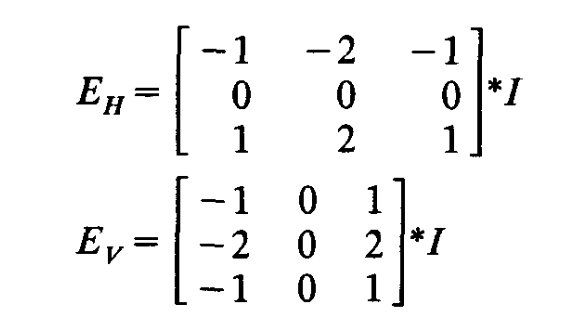 -1 -2 -1
E_H = [ 0 0 0 ] * I
1 2 1
-1 0 1
E_V = [ -2 0 2 ] * I
-1 0 1